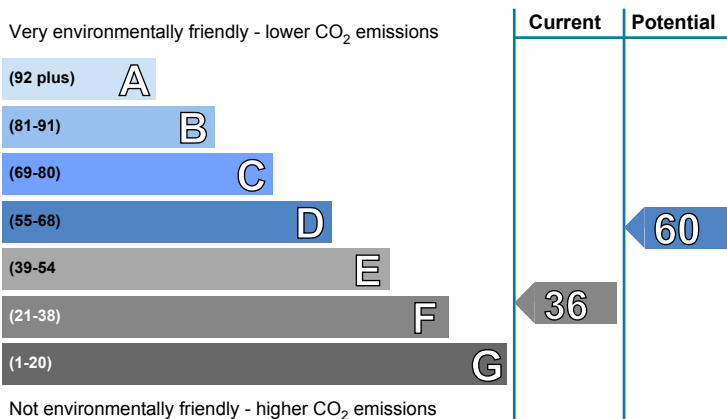 Very environmentally friendly - lower CO₂ emissions
Current
Potential
(92 plus) A
(81-91) B
(69-80) C
(55-68) D
60
(39-54 E
(21-38) F
36
(1-20) G
Not environmentally friendly - higher CO₂ emissions